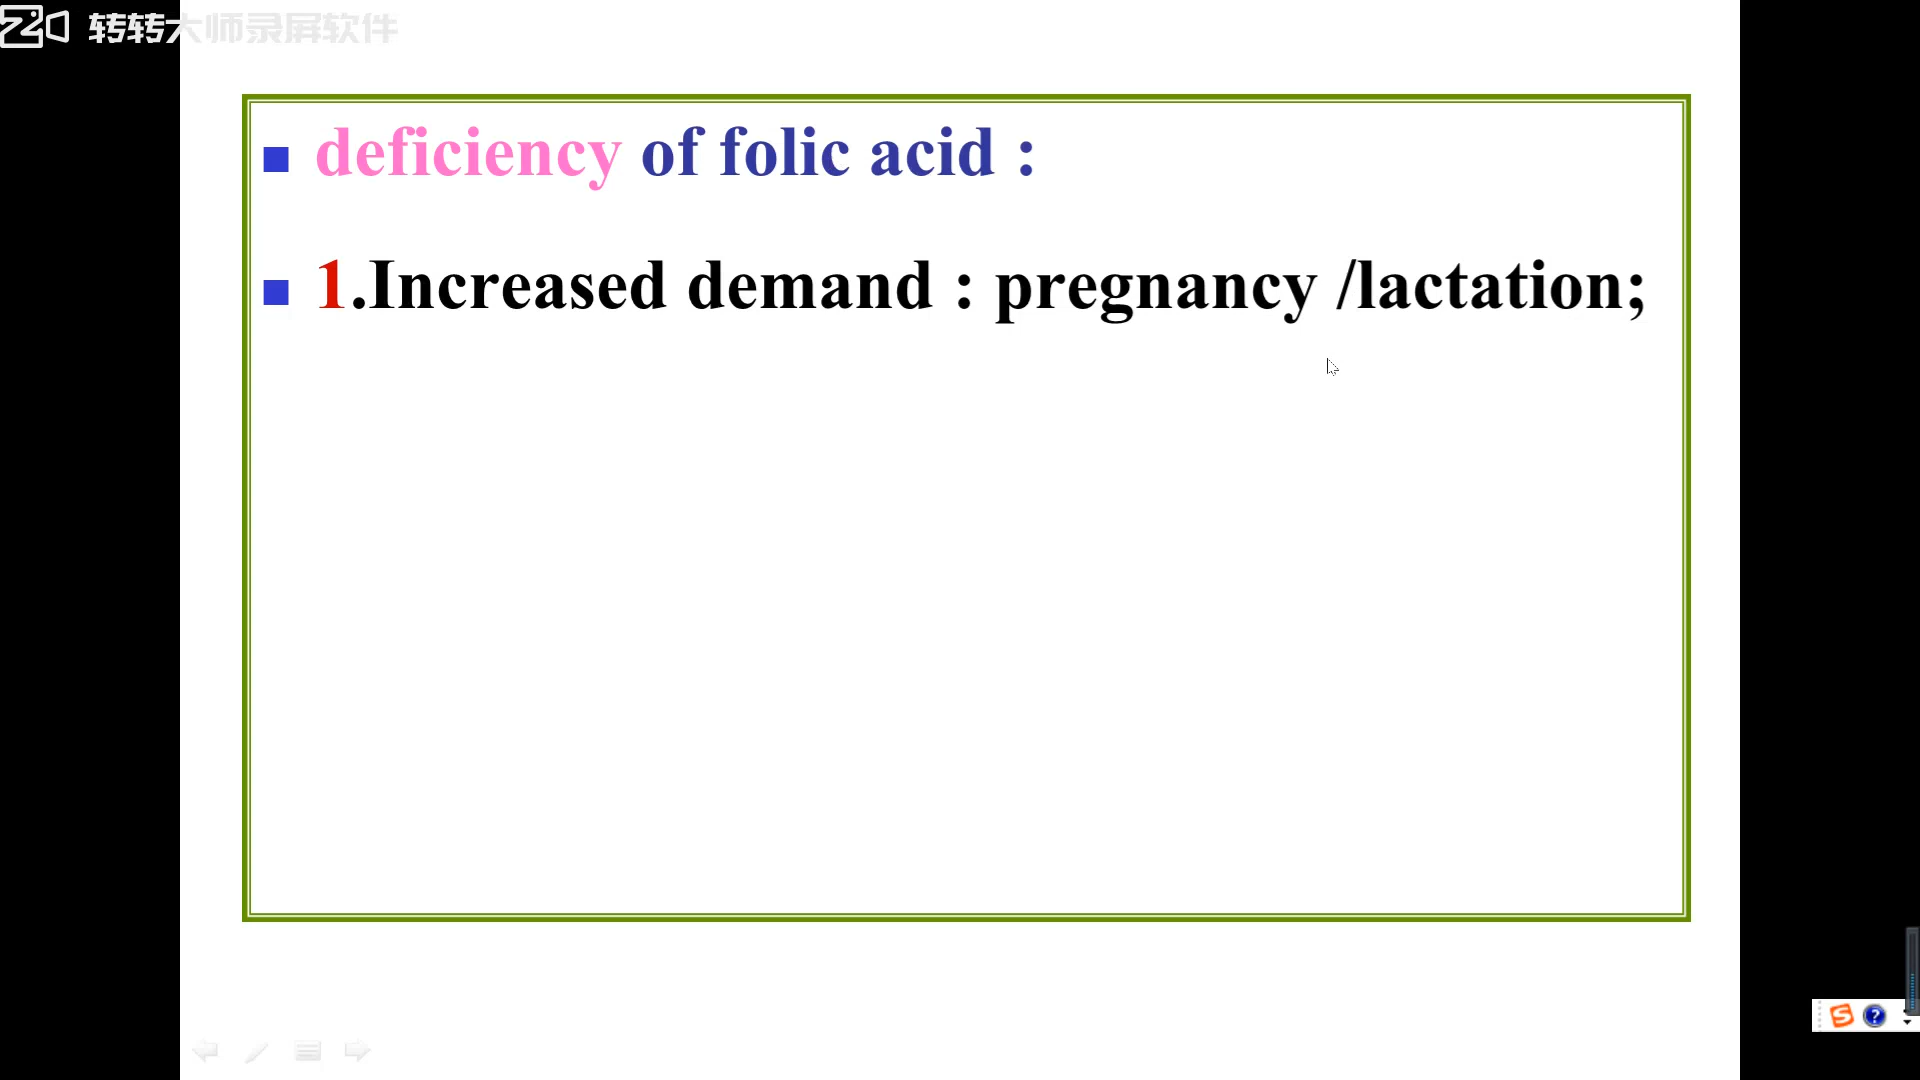 转转大师录屏软件
deficiency of folic acid :
1.Increased demand : pregnancy /lactation;